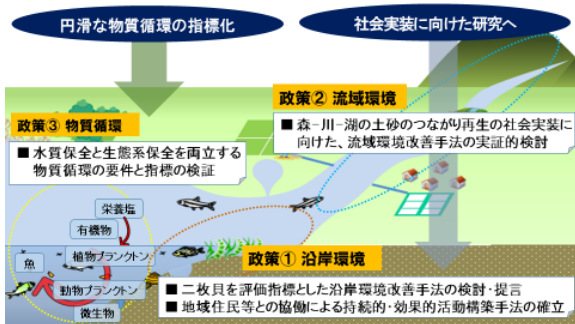 円滑な物質循環の指標化
社会実装に向けた研究へ
政策② 流域環境
■ 森-川-湖の土砂のつながり再生の社会実装に
向けた、流域環境改善手法の実証的検討
政策③ 物質循環
■ 水質保全と生態系保全を両立する
物質循環の要件と指標の検証
栄養塩
有機物
植物プランクトン
魚
動物プランクトン
微生物
政策① 沿岸環境
■ 二枚貝を評価指標とした沿岸環境改善手法の検討・提言
■ 地域住民等との協働による持続的・効果的活動構築手法の確立